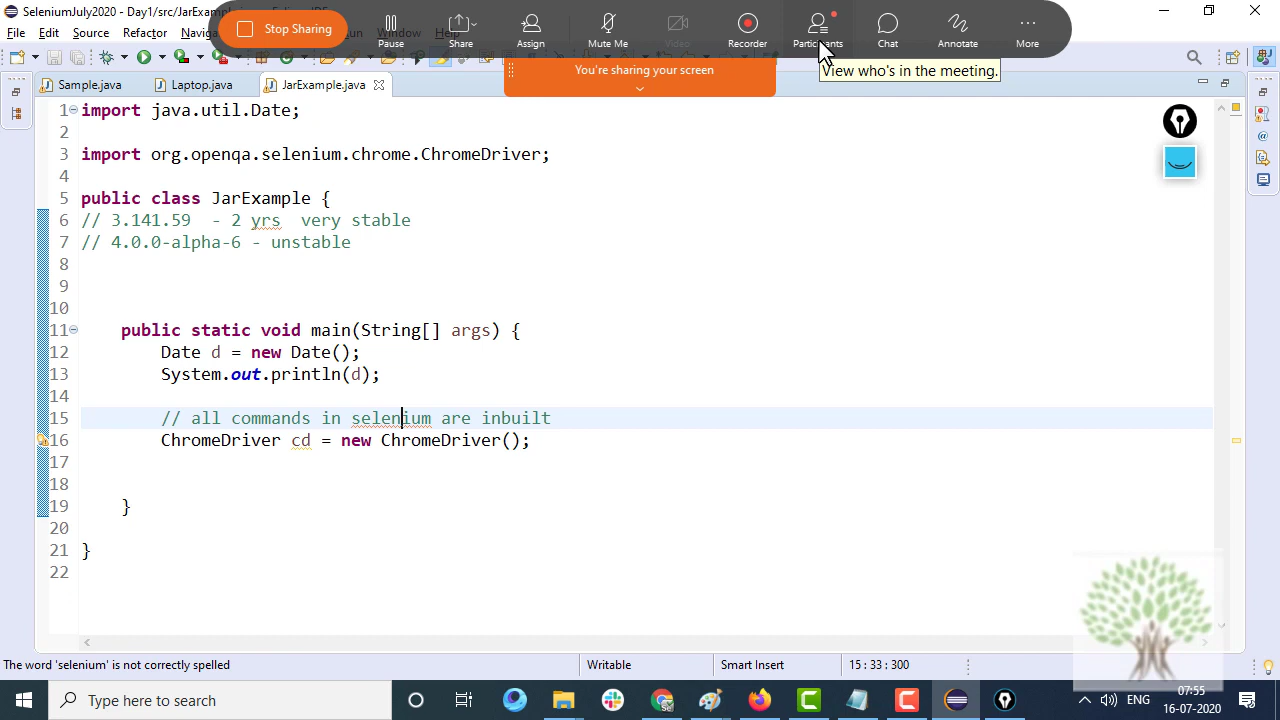 SeleniumJuly2020 - Day1/src/JarExample
File Edit Source Refactor Naviga Window
Stop Sharing Pause Share Assign Mute Me Video Recorder Participants Chat Annotate More
View who's in the meeting.
You're sharing your screen
Sample.java Laptop.java JarExample.java
1 import java.util.Date;
2
3 import org.openqa.selenium.chrome.ChromeDriver;
4
5 public class JarExample {
6 // 3.141.59 - 2 yrs very stable
7 // 4.0.0-alpha-6 - unstable
8
9
10
11 public static void main(String[] args) {
12 Date d = new Date();
13 System.out.println(d);
14
15 // all commands in selenium are inbuilt
16 ChromeDriver cd = new ChromeDriver();
17
18
19 }
20
21 }
22
The word 'selenium' is not correctly spelled Writable Smart Insert 15 : 33 : 300
Type here to search ENG 07:55
16-07-2020